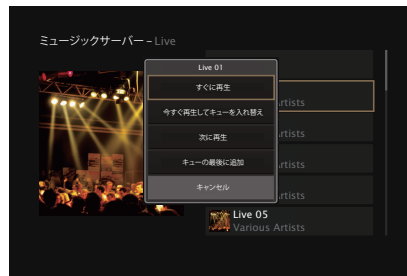 ミュージックサーバー – Live
Live 01
すぐに再生
今すぐ再生してキューを入れ替え
次に再生
キューの最後に追加
キャンセル
Artists
Artists
Artists
Artists
Live 05
Various Artists